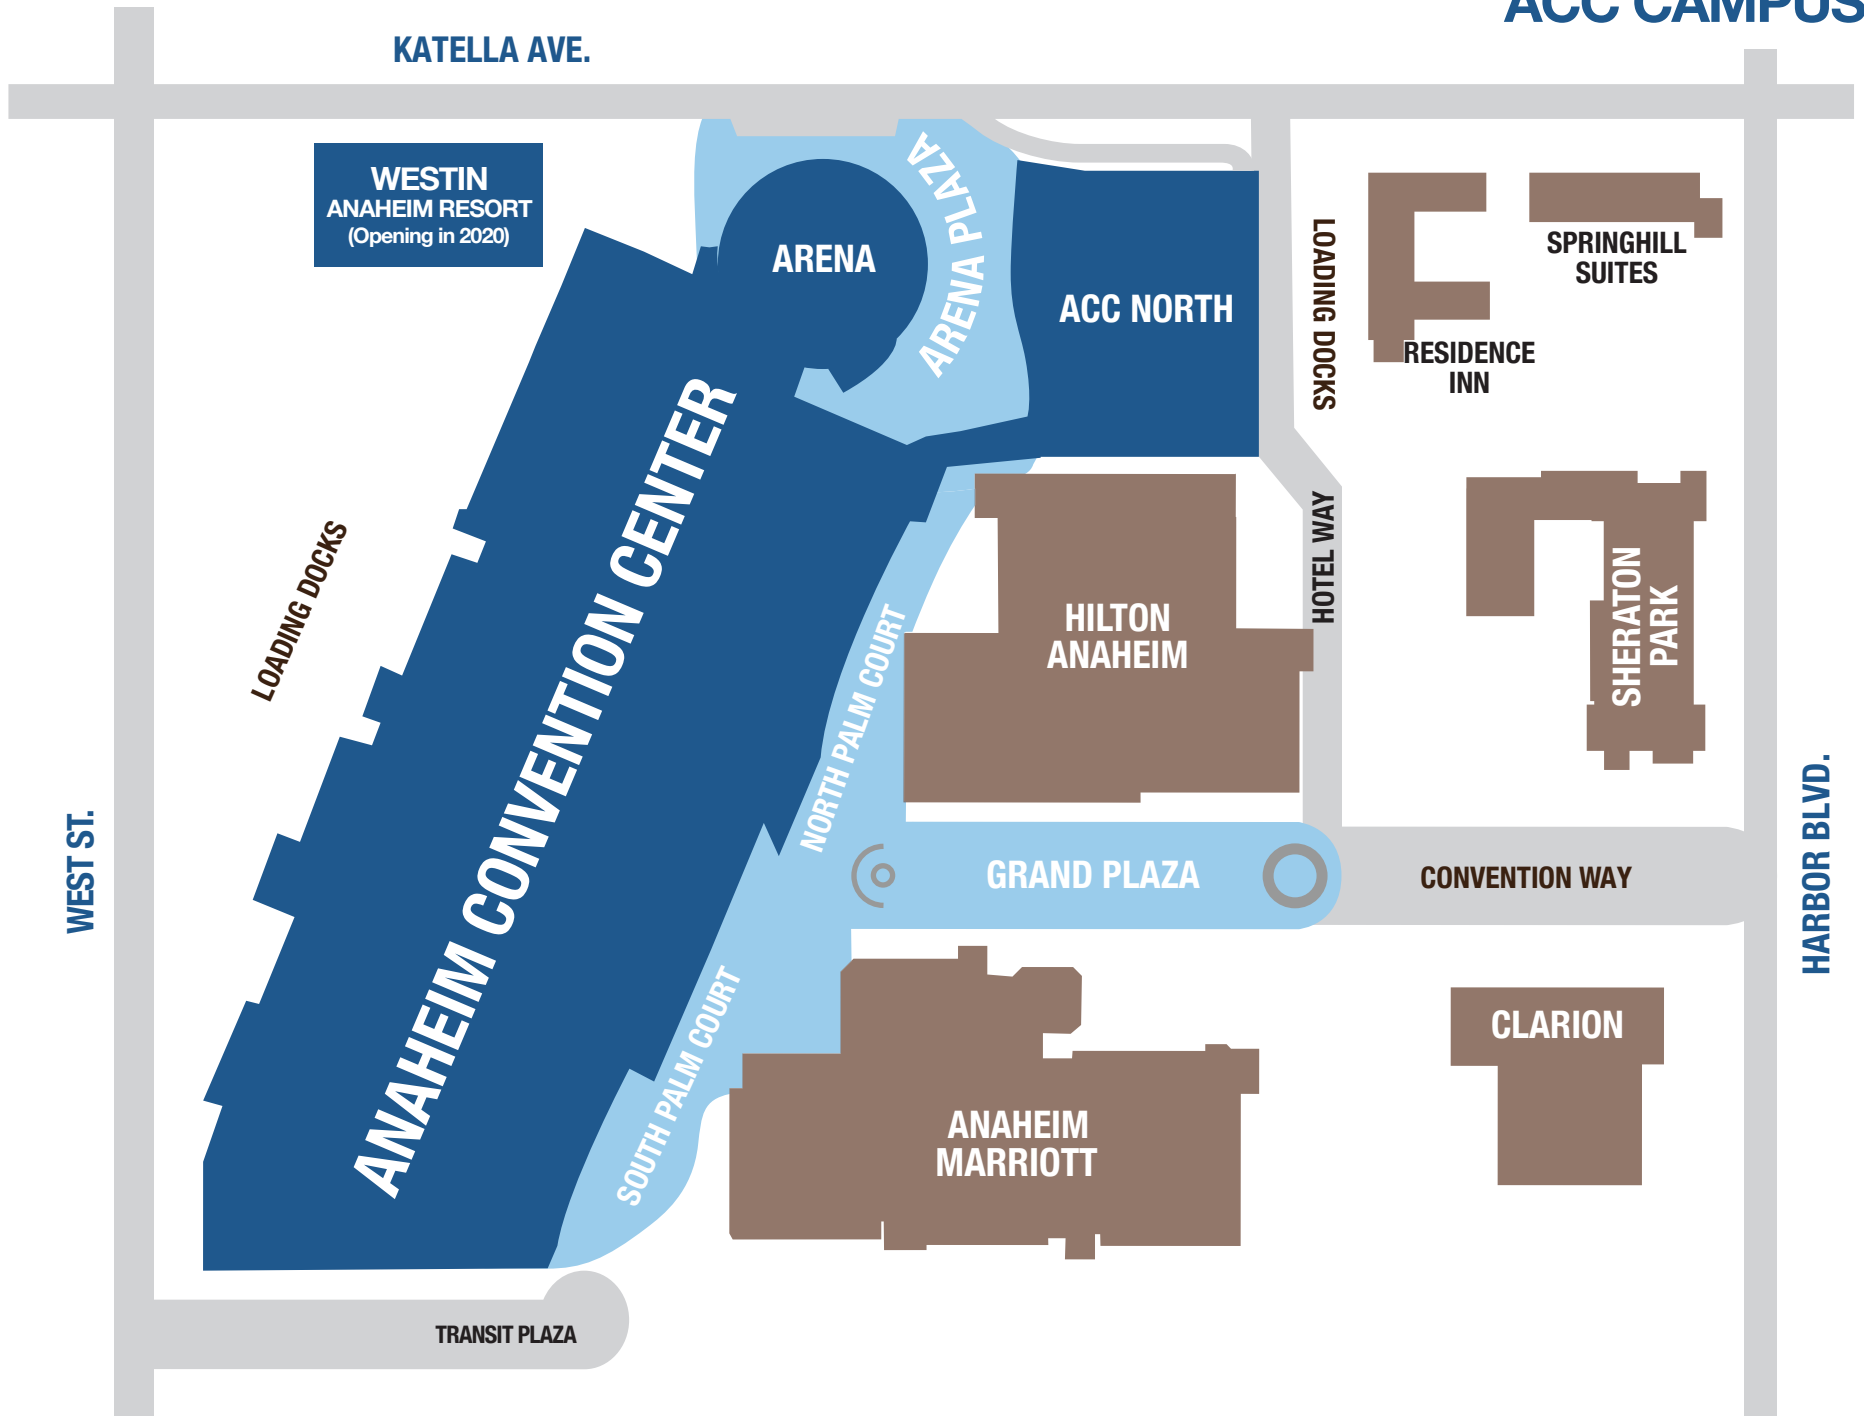 ACC CAMPUS
KATELLA AVE.
WESTIN
ANAHEIM RESORT
(Opening in 2020)
ARENA
ARENA PLAZA
ACC NORTH
LOADING DOCKS
SPRINGHILL
SUITES
RESIDENCE
INN
ANAHEIM CONVENTION CENTER
LOADING DOCKS
HOTEL WAY
HILTON
ANAHEIM
SHERATON
PARK
NORTH PALM COURT
WEST ST.
GRAND PLAZA
CONVENTION WAY
HARBOR BLVD.
SOUTH PALM COURT
CLARION
ANAHEIM
MARRIOTT
TRANSIT PLAZA